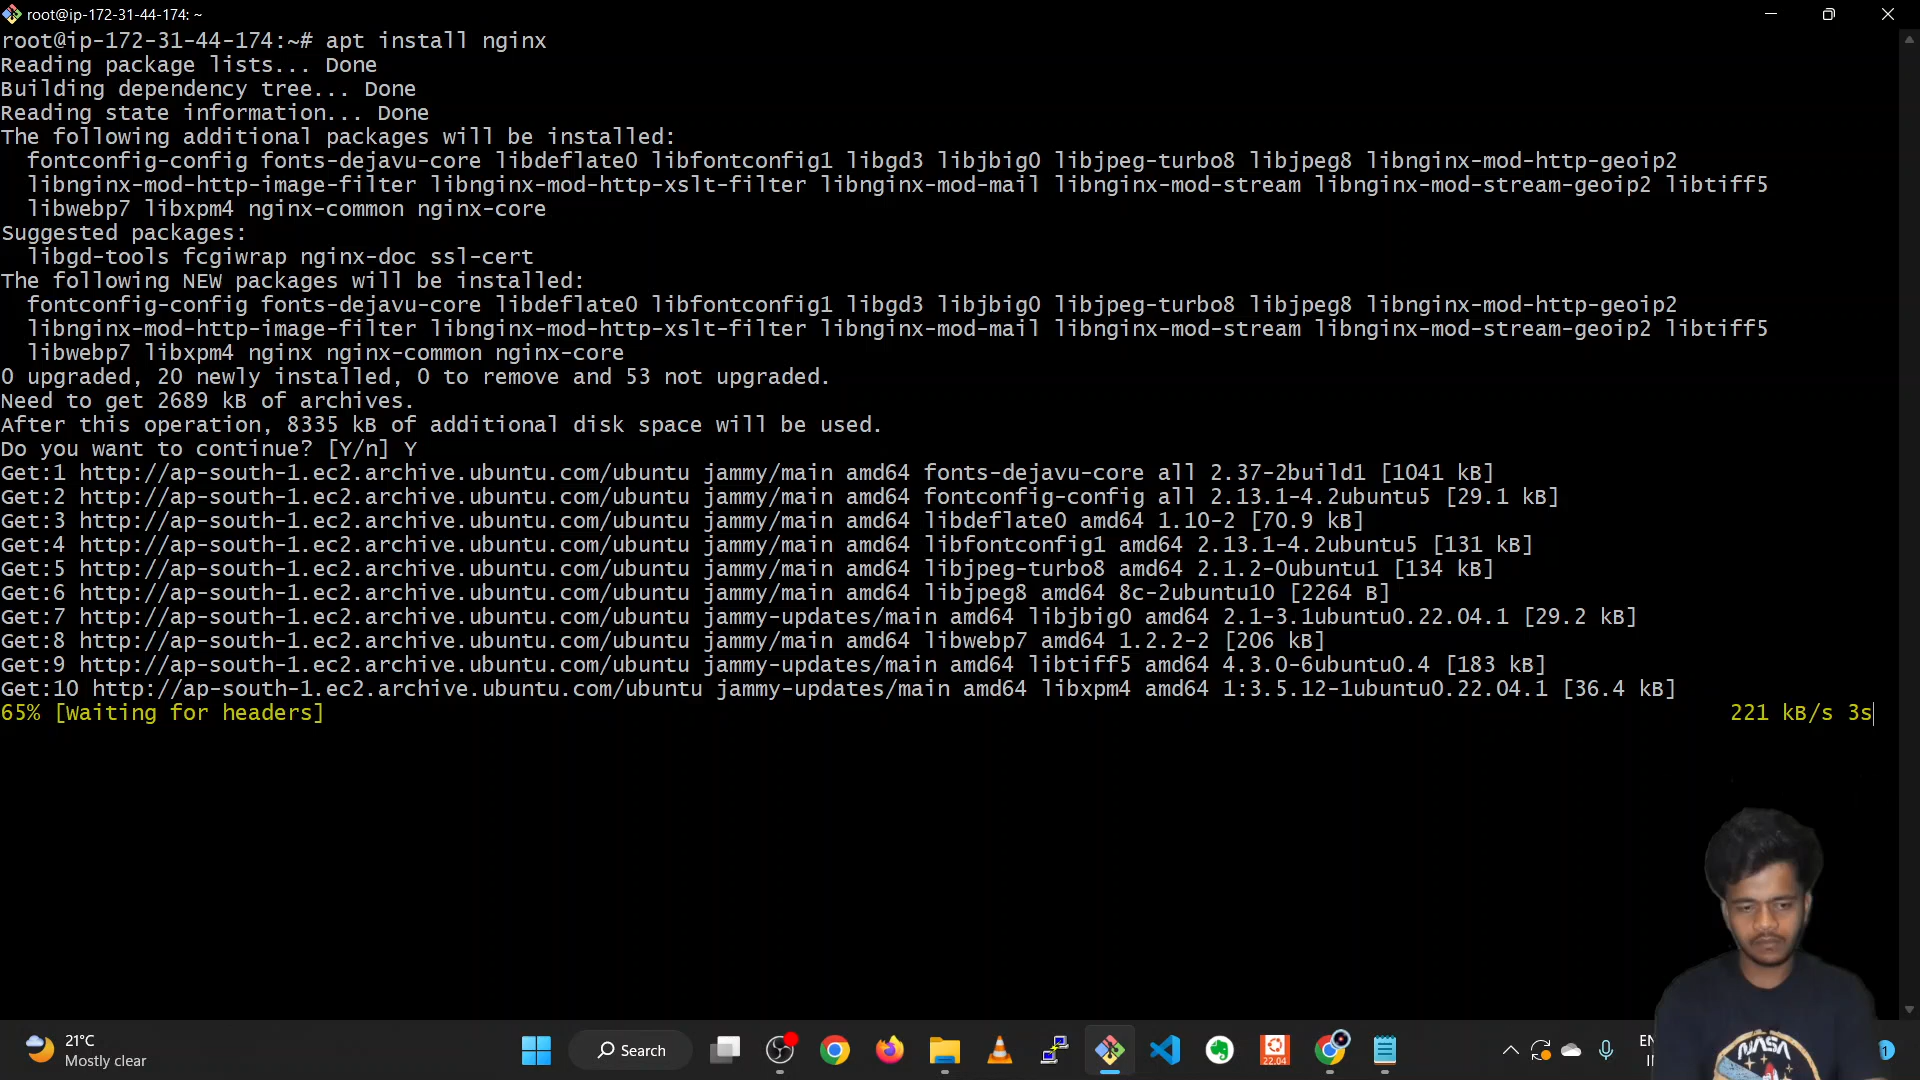 root@ip-172-31-44-174: ~
root@ip-172-31-44-174:~# apt install nginx
Reading package lists... Done
Building dependency tree... Done
Reading state information... Done
The following additional packages will be installed:
  fontconfig-config fonts-dejavu-core libdeflate0 libfontconfig1 libgd3 libjbig0 libjpeg-turbo8 libjpeg8 libnginx-mod-http-geoip2
  libnginx-mod-http-image-filter libnginx-mod-http-xslt-filter libnginx-mod-mail libnginx-mod-stream libnginx-mod-stream-geoip2 libtiff5
  libwebp7 libxpm4 nginx-common nginx-core
Suggested packages:
  libgd-tools fcgiwrap nginx-doc ssl-cert
The following NEW packages will be installed:
  fontconfig-config fonts-dejavu-core libdeflate0 libfontconfig1 libgd3 libjbig0 libjpeg-turbo8 libjpeg8 libnginx-mod-http-geoip2
  libnginx-mod-http-image-filter libnginx-mod-http-xslt-filter libnginx-mod-mail libnginx-mod-stream libnginx-mod-stream-geoip2 libtiff5
  libwebp7 libxpm4 nginx nginx-common nginx-core
0 upgraded, 20 newly installed, 0 to remove and 53 not upgraded.
Need to get 2689 kB of archives.
After this operation, 8335 kB of additional disk space will be used.
Do you want to continue? [Y/n] Y
Get:1 http://ap-south-1.ec2.archive.ubuntu.com/ubuntu jammy/main amd64 fonts-dejavu-core all 2.37-2build1 [1041 kB]
Get:2 http://ap-south-1.ec2.archive.ubuntu.com/ubuntu jammy/main amd64 fontconfig-config all 2.13.1-4.2ubuntu5 [29.1 kB]
Get:3 http://ap-south-1.ec2.archive.ubuntu.com/ubuntu jammy/main amd64 libdeflate0 amd64 1.10-2 [70.9 kB]
Get:4 http://ap-south-1.ec2.archive.ubuntu.com/ubuntu jammy/main amd64 libfontconfig1 amd64 2.13.1-4.2ubuntu5 [131 kB]
Get:5 http://ap-south-1.ec2.archive.ubuntu.com/ubuntu jammy/main amd64 libjpeg-turbo8 amd64 2.1.2-0ubuntu1 [134 kB]
Get:6 http://ap-south-1.ec2.archive.ubuntu.com/ubuntu jammy/main amd64 libjpeg8 amd64 8c-2ubuntu10 [2264 B]
Get:7 http://ap-south-1.ec2.archive.ubuntu.com/ubuntu jammy-updates/main amd64 libjbig0 amd64 2.1-3.1ubuntu0.22.04.1 [29.2 kB]
Get:8 http://ap-south-1.ec2.archive.ubuntu.com/ubuntu jammy/main amd64 libwebp7 amd64 1.2.2-2 [206 kB]
Get:9 http://ap-south-1.ec2.archive.ubuntu.com/ubuntu jammy-updates/main amd64 libtiff5 amd64 4.3.0-6ubuntu0.4 [183 kB]
Get:10 http://ap-south-1.ec2.archive.ubuntu.com/ubuntu jammy-updates/main amd64 libxpm4 amd64 1:3.5.12-1ubuntu0.22.04.1 [36.4 kB]
65% [Waiting for headers] 221 kB/s 3s
NASA
21°C
Mostly clear
Search
22.04
1